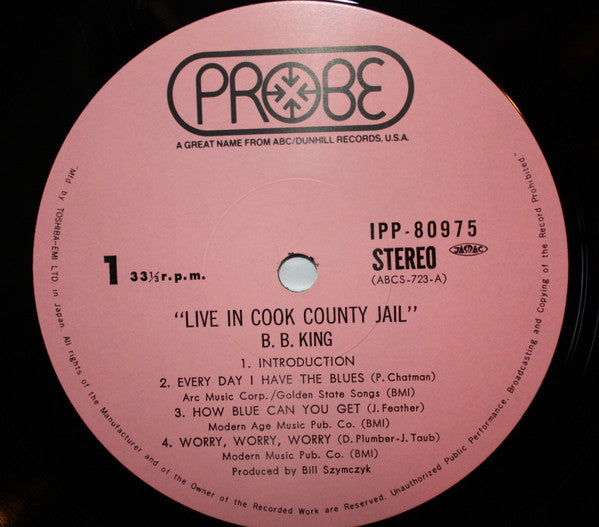 PROBE
A GREAT NAME FROM ABC/DUNHILL RECORDS, U.S.A.
IPP-80975
STEREO
JASRAC
(ABCS-723-A)
1 33⅓ r.p.m.
"LIVE IN COOK COUNTY JAIL"
B. B. KING
1. INTRODUCTION
2. EVERY DAY I HAVE THE BLUES (P. Chatman)
Arc Music Corp./Golden State Songs (BMI)
3. HOW BLUE CAN YOU GET (J. Feather)
Modern Age Music Pub. Co. (BMI)
4. WORRY, WORRY, WORRY (D. Plumber-J. Taub)
Modern Music Pub. Co. (BMI)
Produced by Bill Szymczyk
"Mfd by TOSHIBA-EMI LTD. in Japan. All rights of the Manufacturer and of the Owner of the Recorded Work are Reserved. Unauthorized Public Performance, Broadcasting and Copying of the Record Prohibited"